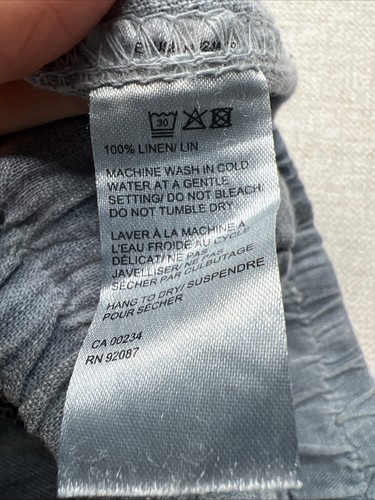 30
100% LINEN/ LIN
MACHINE WASH IN COLD
WATER AT A GENTLE
SETTING/ DO NOT BLEACH/
DO NOT TUMBLE DRY
LAVER À LA MACHINE À
L'EAU FROIDE AU CYCLE
DÉLICAT/ NE PAS
JAVELLISER/ NE PAS
SÉCHER PAR CULBUTAGE
HANG TO DRY/ SUSPENDRE
POUR SÉCHER
CA 00234
RN 92087